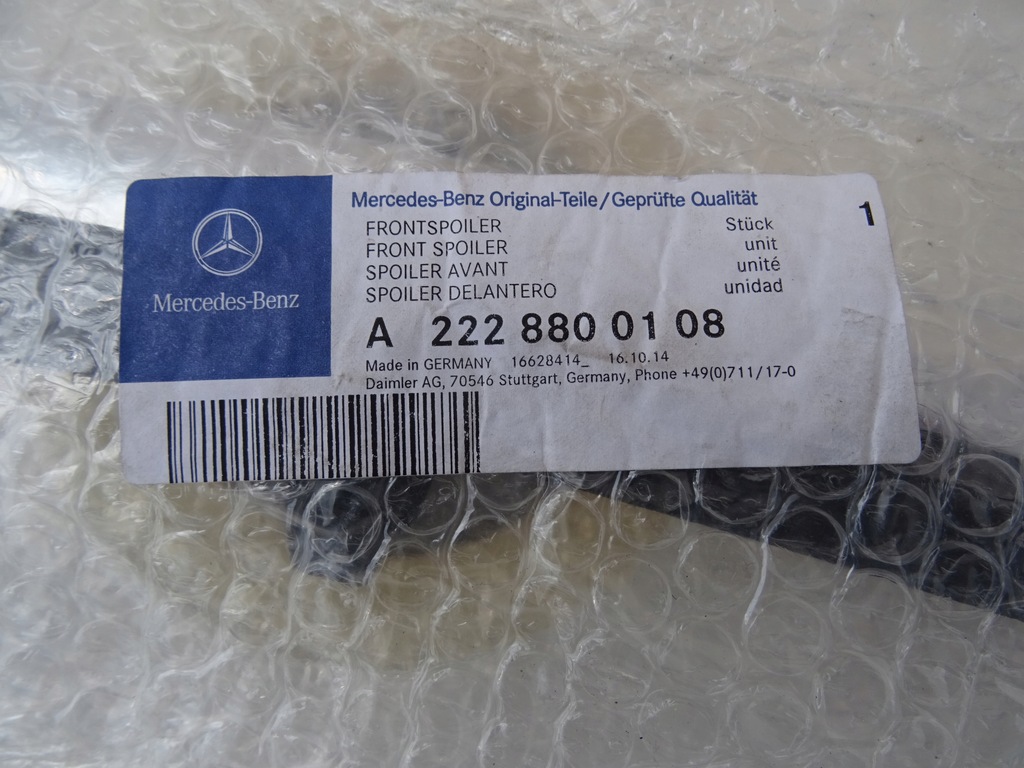 Mercedes-Benz
Mercedes-Benz Original-Teile/Geprüfte Qualität
FRONTSPOILER Stück 1
FRONT SPOILER unit
SPOILER AVANT unité
SPOILER DELANTERO unidad
A 222 880 01 08
Made in GERMANY 16628414_ 16.10.14
Daimler AG, 70546 Stuttgart, Germany, Phone +49(0)711/17-0